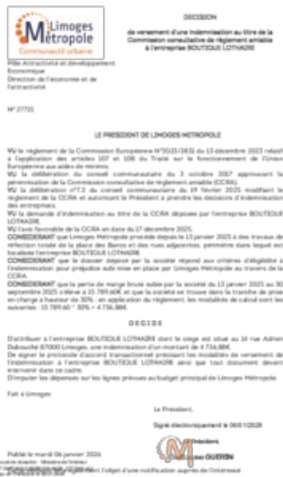 Limoges
Métropole
Communauté urbaine
DECISION
de versement d'une indemnisation au titre de la
Commission consultative de règlement amiable
à l'entreprise BOUTIQUE LOTHAIRE
Pôle Attractivité et développement
Economique
Direction de l'économie et de
l'attractivité
N° 27725
LE PRESIDENT DE LIMOGES METROPOLE
VU le règlement de la Commission Européenne N°2023/2831 du 13 décembre 2023 relatif
à l'application des articles 107 et 108 du Traité sur le fonctionnement de l'Union
Européenne aux aides de minimis.
VU la délibération du conseil communautaire du 3 octobre 2017 approuvant la
pérennisation de la Commission consultative de règlement amiable (CCRA).
VU la délibération n°7.3 du conseil communautaire du 19 février 2025 modifiant le
règlement de la CCRA et autorisant le Président à prendre les décisions d'indemnisation
des entreprises.
VU la demande d'indemnisation au titre de la CCRA déposée par l'entreprise BOUTIQUE
LOTHAIRE.
VU l'avis favorable de la CCRA en date du 17 décembre 2025.
CONSIDERANT que Limoges Métropole procède depuis le 13 janvier 2025 à des travaux de
réfection totale de la place des Bancs et des rues adjacentes, périmètre dans lequel est
localisée l'entreprise BOUTIQUE LOTHAIRE.
CONSIDERANT que le dossier déposé par la société répond aux critères d'éligibilité à
l'indemnisation pour préjudice subi mise en place par Limoges Métropole au travers de la
CCRA.
CONSIDERANT que la perte de marge brute subie par la société du 13 janvier 2025 au 30
septembre 2025 s'élève à 15 789,60€ et que la société se trouve dans la tranche de prise
en charge à hauteur de 30% . en application du règlement, les modalités de calcul sont les
suivantes : 15 789,60 * 30% = 4 736,88€.
D E C I D E
D'attribuer à l'entreprise BOUTIQUE LOTHAIRE dont le siège est situé au 14 rue Adrien
Dubouché 87000 Limoges, une indemnisation d'un montant de 4 736,88€.
De signer le protocole d'accord transactionnel précisant les modalités de versement de
l'indemnisation à l'entreprise BOUTIQUE LOTHAIRE ainsi que tout document devant
intervenir dans ce cadre.
D'imputer les dépenses sur les lignes prévues au budget principal de Limoges Métropole.
Fait à Limoges
Le Président,
Signé électroniquement le 06/01/2026
Le Président
GUERIN
Publié le mardi 06 janvier 2026
l'objet d'une notification auprès de l'intéressé